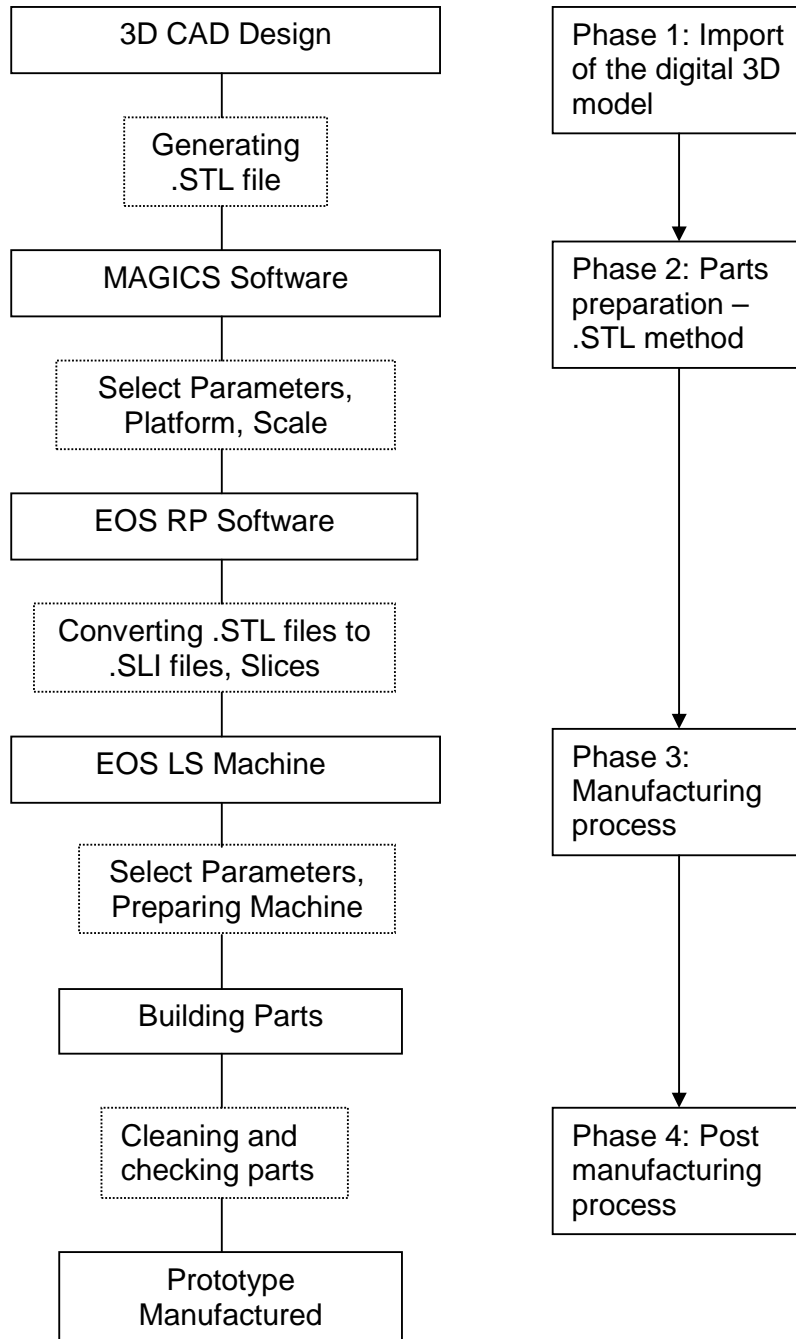 3D CAD Design
Generating
.STL file
MAGICS Software
Select Parameters,
Platform, Scale
EOS RP Software
Converting .STL files to
.SLI files, Slices
EOS LS Machine
Select Parameters,
Preparing Machine
Building Parts
Cleaning and
checking parts
Prototype
Manufactured
Phase 1: Import
of the digital 3D
model
Phase 2: Parts
preparation –
.STL method
Phase 3:
Manufacturing
process
Phase 4: Post
manufacturing
process